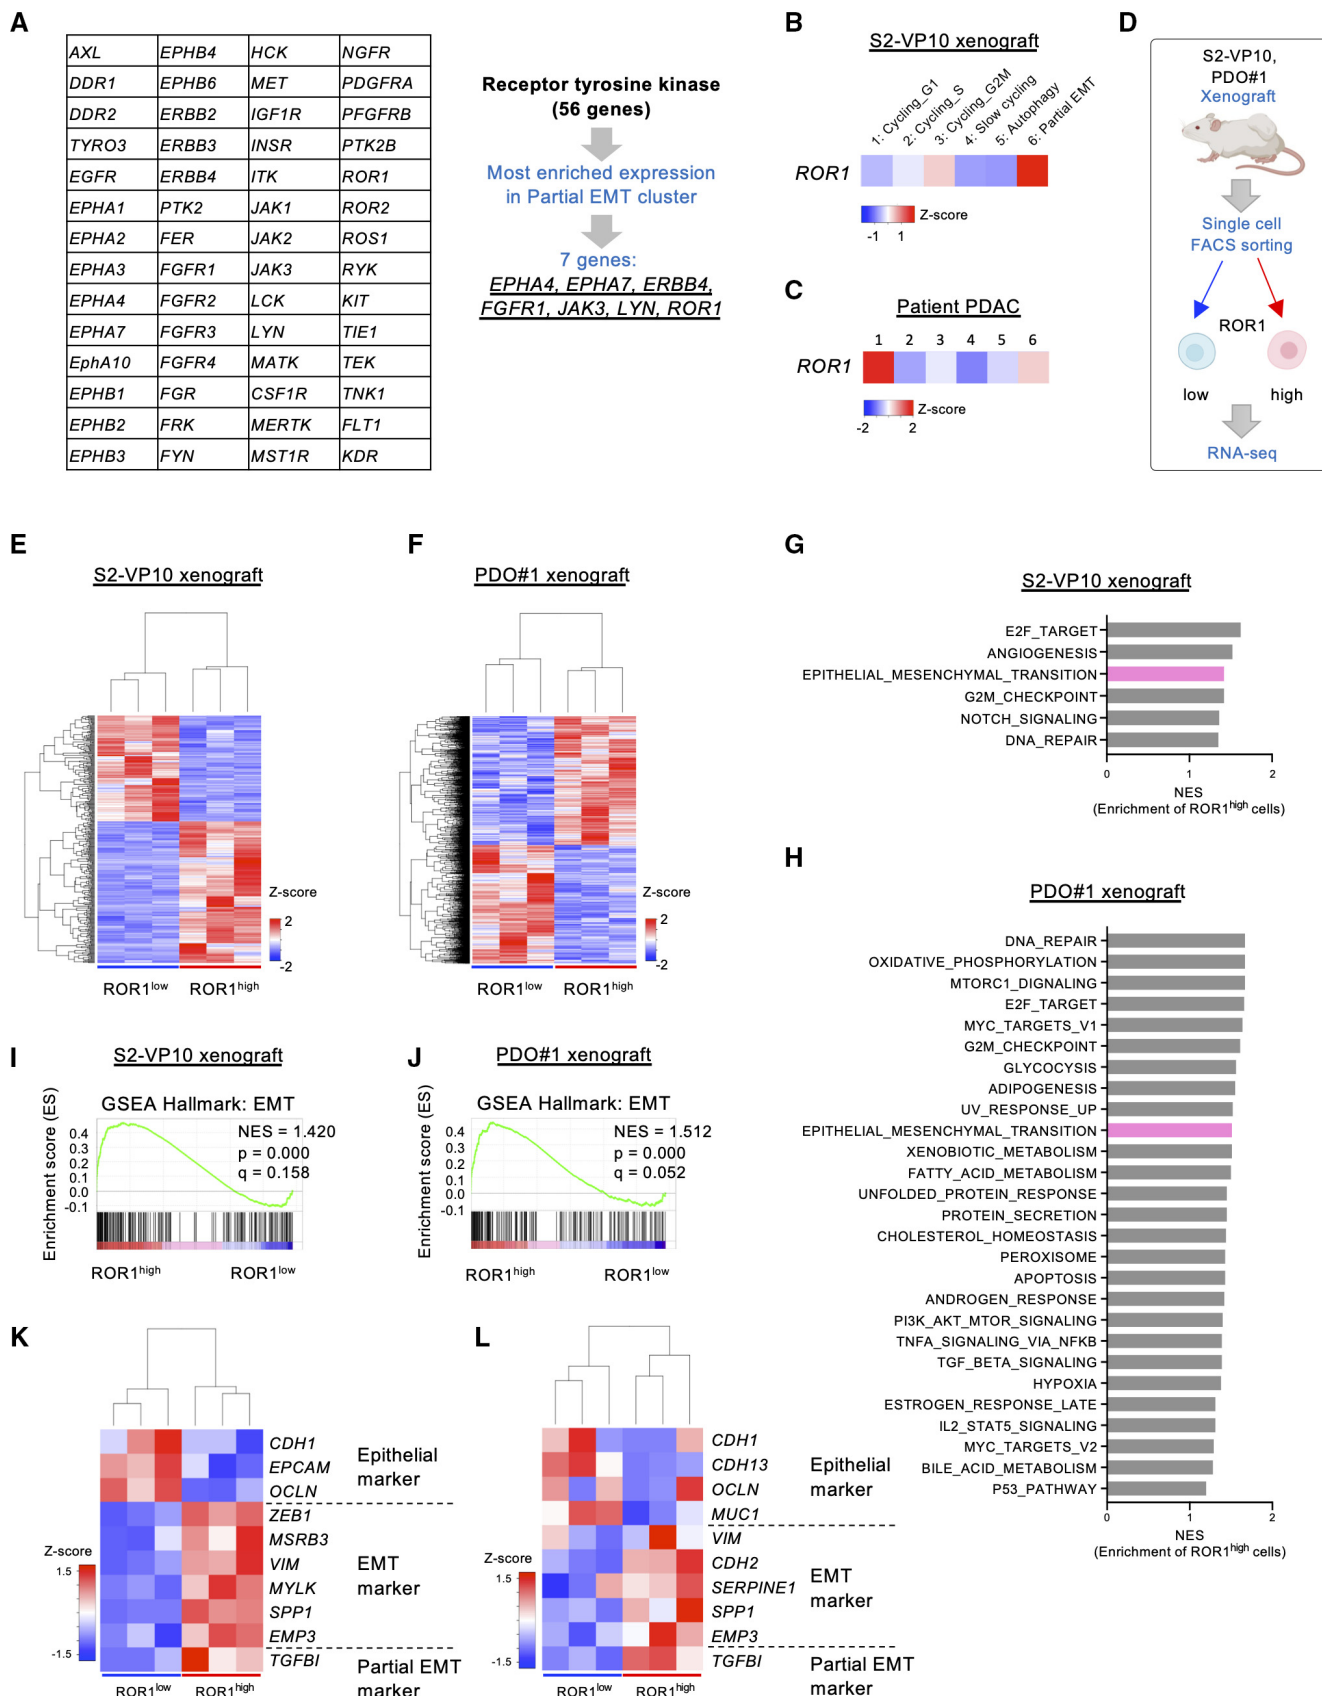 A
AXL EPHB4 HCK NGFR
DDR1 EPHB6 MET PDGFRA
DDR2 ERBB2 IGF1R PFGFRB
TYRO3 ERBB3 INSR PTK2B
EGFR ERBB4 ITK ROR1
EPHA1 PTK2 JAK1 ROR2
EPHA2 FER JAK2 ROS1
EPHA3 FGFR1 JAK3 RYK
EPHA4 FGFR2 LCK KIT
EPHA7 FGFR3 LYN TIE1
EphA10 FGFR4 MATK TEK
EPHB1 FGR CSF1R TNK1
EPHB2 FRK MERTK FLT1
EPHB3 FYN MST1R KDR
Receptor tyrosine kinase
(56 genes)
Most enriched expression
in Partial EMT cluster
7 genes:
EPHA4, EPHA7, ERBB4,
FGFR1, JAK3, LYN, ROR1
B
S2-VP10 xenograft
1: Cycling_G1
2: Cycling_S
3: Cycling_G2M
4: Slow cycling
5: Autophagy
6: Partial EMT
ROR1
Z-score
-1 1
C
Patient PDAC
1 2 3 4 5 6
ROR1
Z-score
-2 2
D
S2-VP10,
PDO#1
Xenograft
Single cell
FACS sorting
ROR1
low high
RNA-seq
E
S2-VP10 xenograft
Z-score
2
-2
ROR1low ROR1high
F
PDO#1 xenograft
Z-score
2
-2
ROR1low ROR1high
G
S2-VP10 xenograft
E2F_TARGET
ANGIOGENESIS
EPITHELIAL_MESENCHYMAL_TRANSITION
G2M_CHECKPOINT
NOTCH_SIGNALING
DNA_REPAIR
0 1 2
NES
(Enrichment of ROR1high cells)
H
PDO#1 xenograft
DNA_REPAIR
OXIDATIVE_PHOSPHORYLATION
MTORC1_DIGNALING
E2F_TARGET
MYC_TARGETS_V1
G2M_CHECKPOINT
GLYCOCYSIS
ADIPOGENESIS
UV_RESPONSE_UP
EPITHELIAL_MESENCHYMAL_TRANSITION
XENOBIOTIC_METABOLISM
FATTY_ACID_METABOLISM
UNFOLDED_PROTEIN_RESPONSE
PROTEIN_SECRETION
CHOLESTEROL_HOMEOSTASIS
PEROXISOME
APOPTOSIS
ANDROGEN_RESPONSE
PI3K_AKT_MTOR_SIGNALING
TNFA_SIGNALING_VIA_NFKB
TGF_BETA_SIGNALING
HYPOXIA
ESTROGEN_RESPONSE_LATE
IL2_STAT5_SIGNALING
MYC_TARGETS_V2
BILE_ACID_METABOLISM
P53_PATHWAY
0 1 2
NES
(Enrichment of ROR1high cells)
I
S2-VP10 xenograft
GSEA Hallmark: EMT
Enrichment score (ES)
0.4
0.3
0.2
0.1
0.0
-0.1
NES = 1.420
p = 0.000
q = 0.158
ROR1high ROR1low
J
PDO#1 xenograft
GSEA Hallmark: EMT
Enrichment score (ES)
0.4
0.3
0.2
0.1
0.0
-0.1
NES = 1.512
p = 0.000
q = 0.052
ROR1high ROR1low
K
CDH1
EPCAM
OCLN
ZEB1
MSRB3
VIM
MYLK
SPP1
EMP3
TGFBI
Epithelial
marker
EMT
marker
Partial EMT
marker
Z-score
1.5
-1.5
ROR1low ROR1high
L
CDH1
CDH13
OCLN
MUC1
VIM
CDH2
SERPINE1
SPP1
EMP3
TGFBI
Epithelial
marker
EMT
marker
Partial EMT
marker
Z-score
1.5
-1.5
ROR1low ROR1high